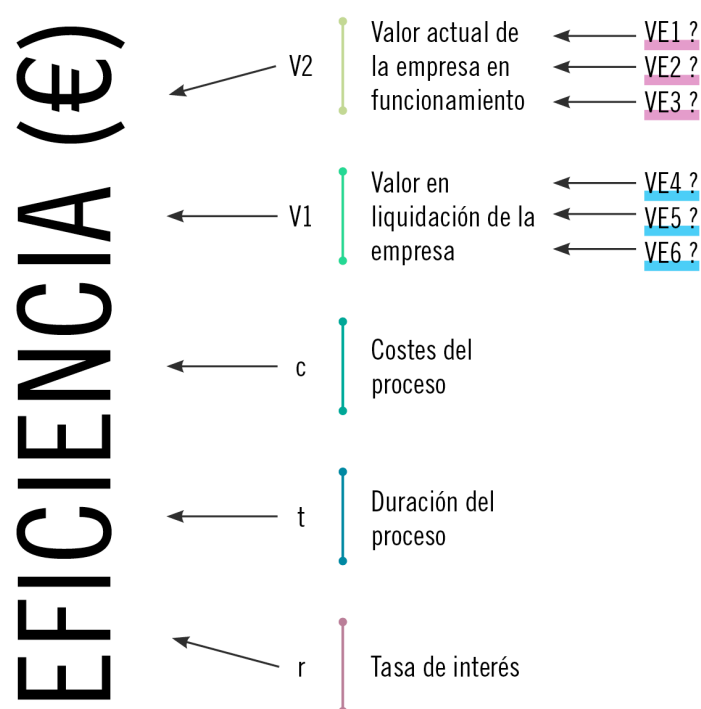 EFICIENCIA (€)
V2
Valor actual de
la empresa en
funcionamiento
VE1 ?
VE2 ?
VE3 ?
V1
Valor en
liquidación de la
empresa
VE4 ?
VE5 ?
VE6 ?
c
Costes del
proceso
t
Duración del
proceso
r
Tasa de interés